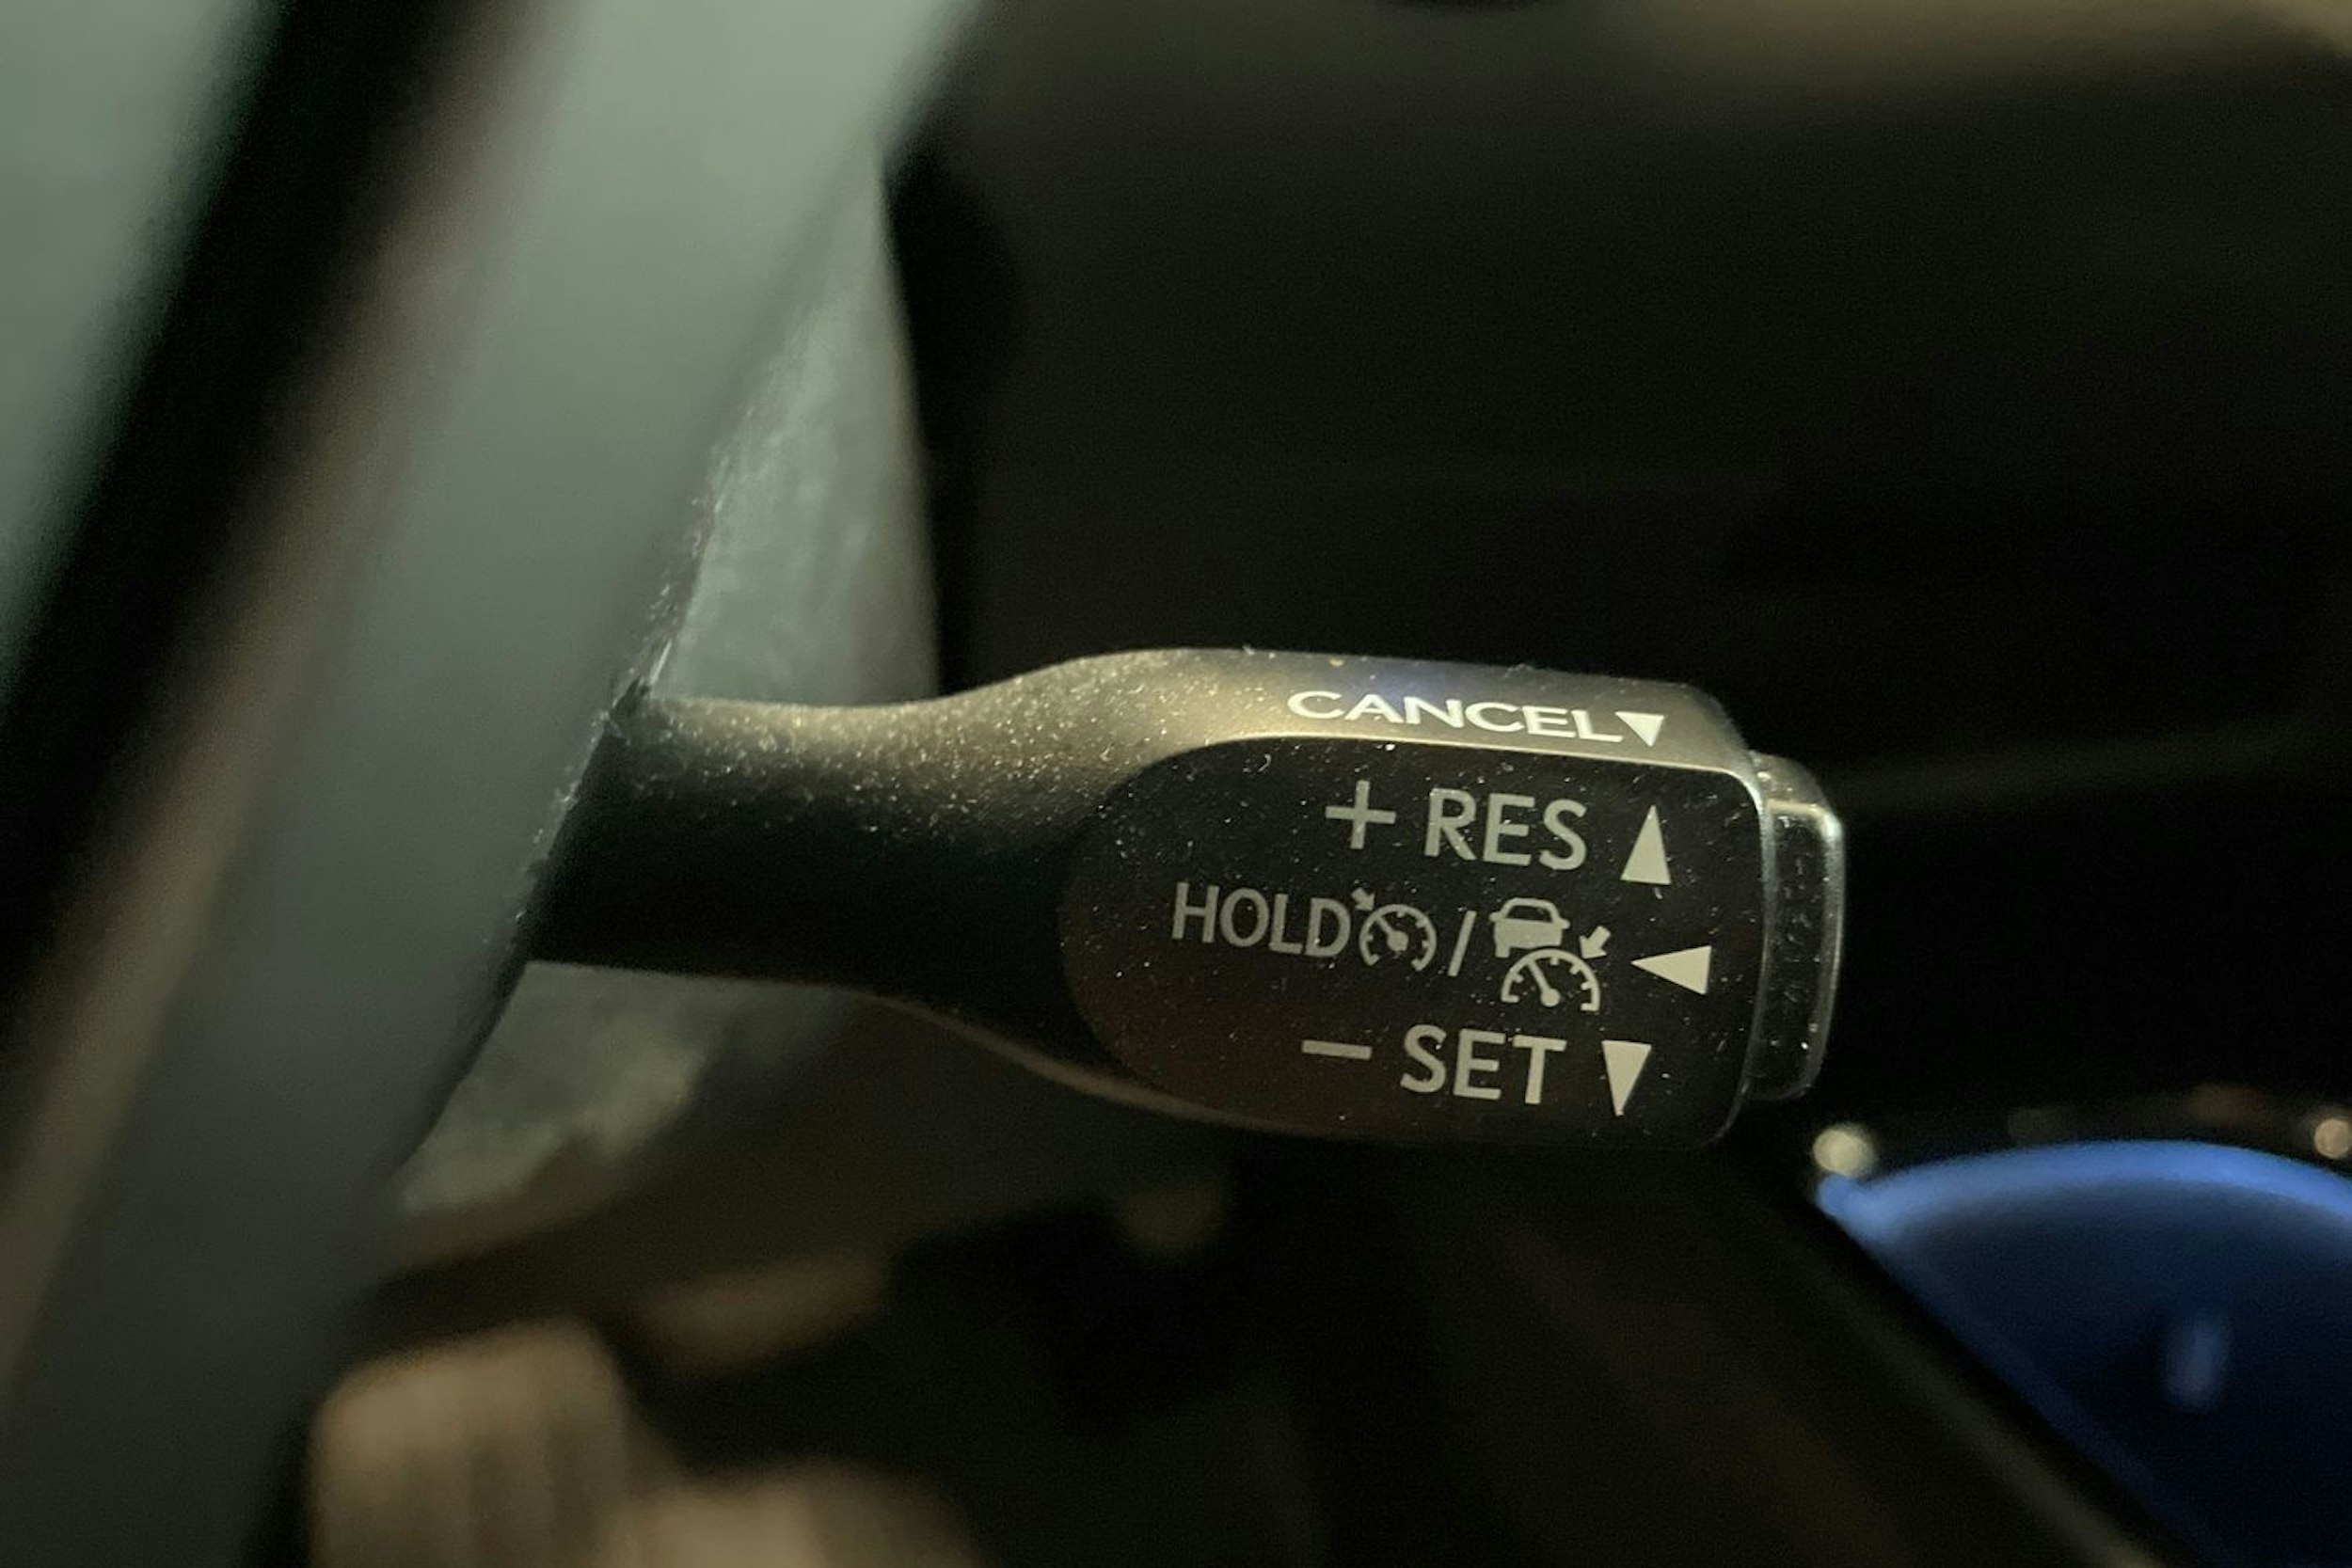 CANCEL▼
+ RES ▲
HOLD / ◀
− SET ▼